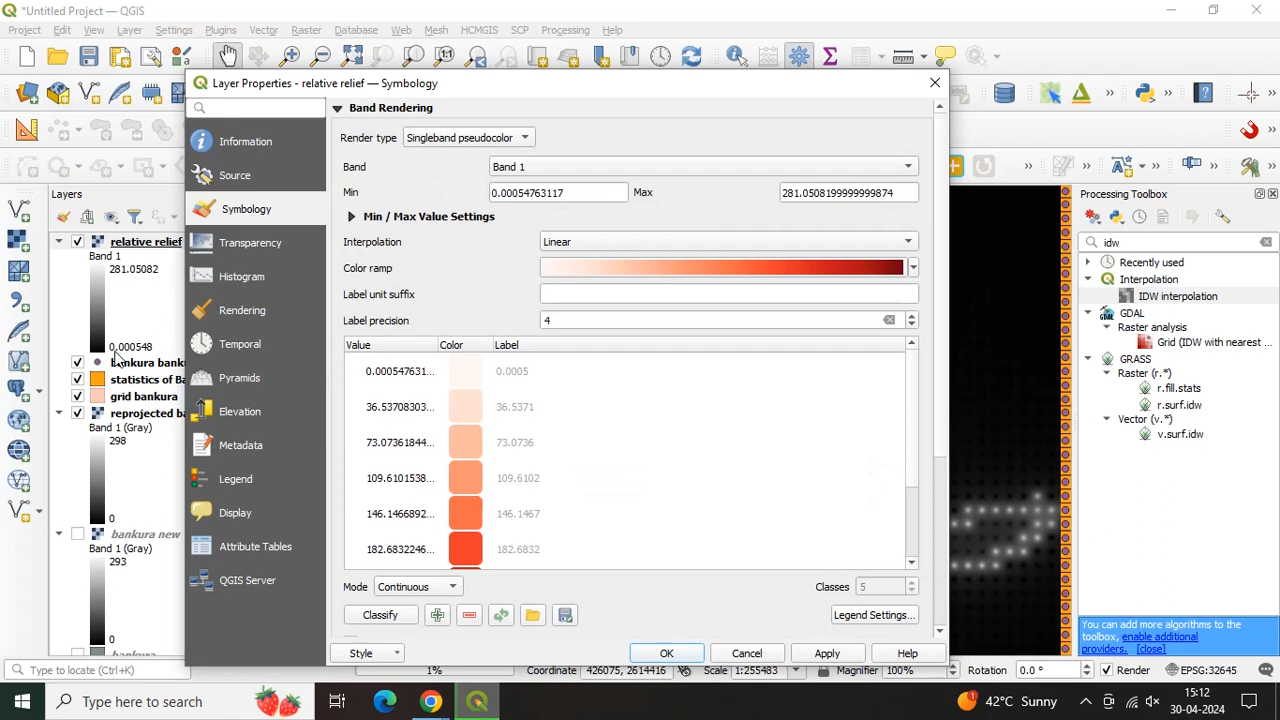 *Untitled Project — QGIS
Project Edit View Layer Settings Plugins Vector Raster Database Web Mesh HCMGIS SCP Processing Help
Layer Properties - relative relief — Symbology
Information
Source
Symbology
Transparency
Histogram
Rendering
Temporal
Pyramids
Elevation
Metadata
Legend
Display
Attribute Tables
QGIS Server
Band Rendering
Render type Singleband pseudocolor
Band Band 1
Min 0.00054763117 Max 281.0508199999999874
Min / Max Value Settings
Interpolation Linear
Color ramp
Label unit suffix
Label precision 4
Value Color Label
0.000547631... 0.0005
36.53708303... 36.5371
73.07361844... 73.0736
109.6101538... 109.6102
146.1466892... 146.1467
182.6832246... 182.6832
Mode Continuous Classes 5
Classify Legend Settings...
Style OK Cancel Apply Help
Layers
relative relief
Band 1
281.05082
0.000548
bankura bank
statistics of Ba
grid bankura
reprojected ba
Band 1 (Gray)
298
0
bankura new
Band 1 (Gray)
293
0
bankura
Processing Toolbox
idw
Recently used
Interpolation
IDW interpolation
GDAL
Raster analysis
Grid (IDW with nearest ...
GRASS
Raster (r.*)
r.fill.stats
r.surf.idw
Vector (v.*)
v.surf.idw
You can add more algorithms to the toolbox, enable additional providers. [close]
Type to locate (Ctrl+K) 1% Coordinate 426075, 2614416 Scale 1:255483 Magnifier 100% Rotation 0.0 ° Render EPSG:32645
Type here to search
42°C Sunny
15:12
30-04-2024